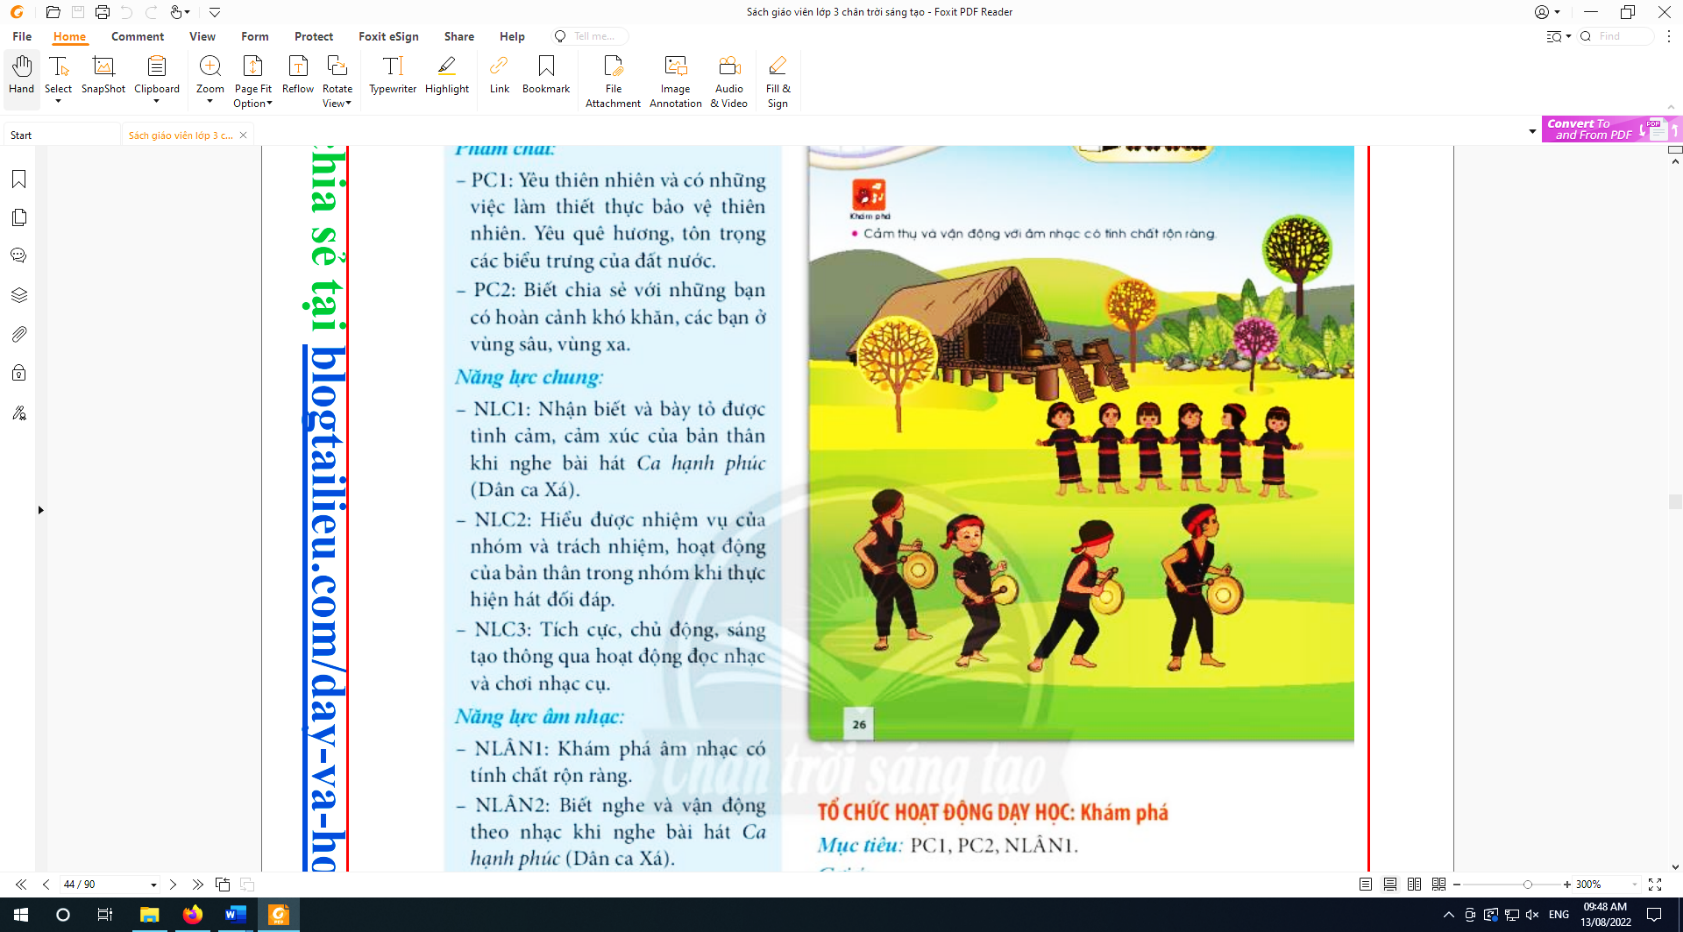 Sách giáo viên lớp 3 chân trời sáng tạo - Foxit PDF Reader
File Home Comment View Form Protect Foxit eSign Share Help Tell me... Find
Hand Select SnapShot Clipboard Zoom Page Fit Option Reflow Rotate View Typewriter Highlight Link Bookmark File Attachment Image Annotation Audio & Video Fill & Sign
Start Sách giáo viên lớp 3 c...
Convert To
and From PDF
PDF
chia sẻ tại blogtailieu.com/day-va-ho
Phẩm chất:
– PC1: Yêu thiên nhiên và có những
việc làm thiết thực bảo vệ thiên
nhiên. Yêu quê hương, tôn trọng
các biểu trưng của đất nước.
– PC2: Biết chia sẻ với những bạn
có hoàn cảnh khó khăn, các bạn ở
vùng sâu, vùng xa.
Năng lực chung:
– NLC1: Nhận biết và bày tỏ được
tình cảm, cảm xúc của bản thân
khi nghe bài hát Ca hạnh phúc
(Dân ca Xá).
– NLC2: Hiểu được nhiệm vụ của
nhóm và trách nhiệm, hoạt động
của bản thân trong nhóm khi thực
hiện hát đối đáp.
– NLC3: Tích cực, chủ động, sáng
tạo thông qua hoạt động đọc nhạc
và chơi nhạc cụ.
Năng lực âm nhạc:
– NLÂN1: Khám phá âm nhạc có
tính chất rộn ràng.
– NLÂN2: Biết nghe và vận động
theo nhạc khi nghe bài hát Ca
hạnh phúc (Dân ca Xá).
Khám phá
• Cảm thụ và vận động với âm nhạc có tính chất rộn ràng.
26
Chân trời sáng tạo
TỔ CHỨC HOẠT ĐỘNG DẠY HỌC: Khám phá
Mục tiêu: PC1, PC2, NLÂN1.
44 / 90
300%
ENG
09:48 AM
13/08/2022